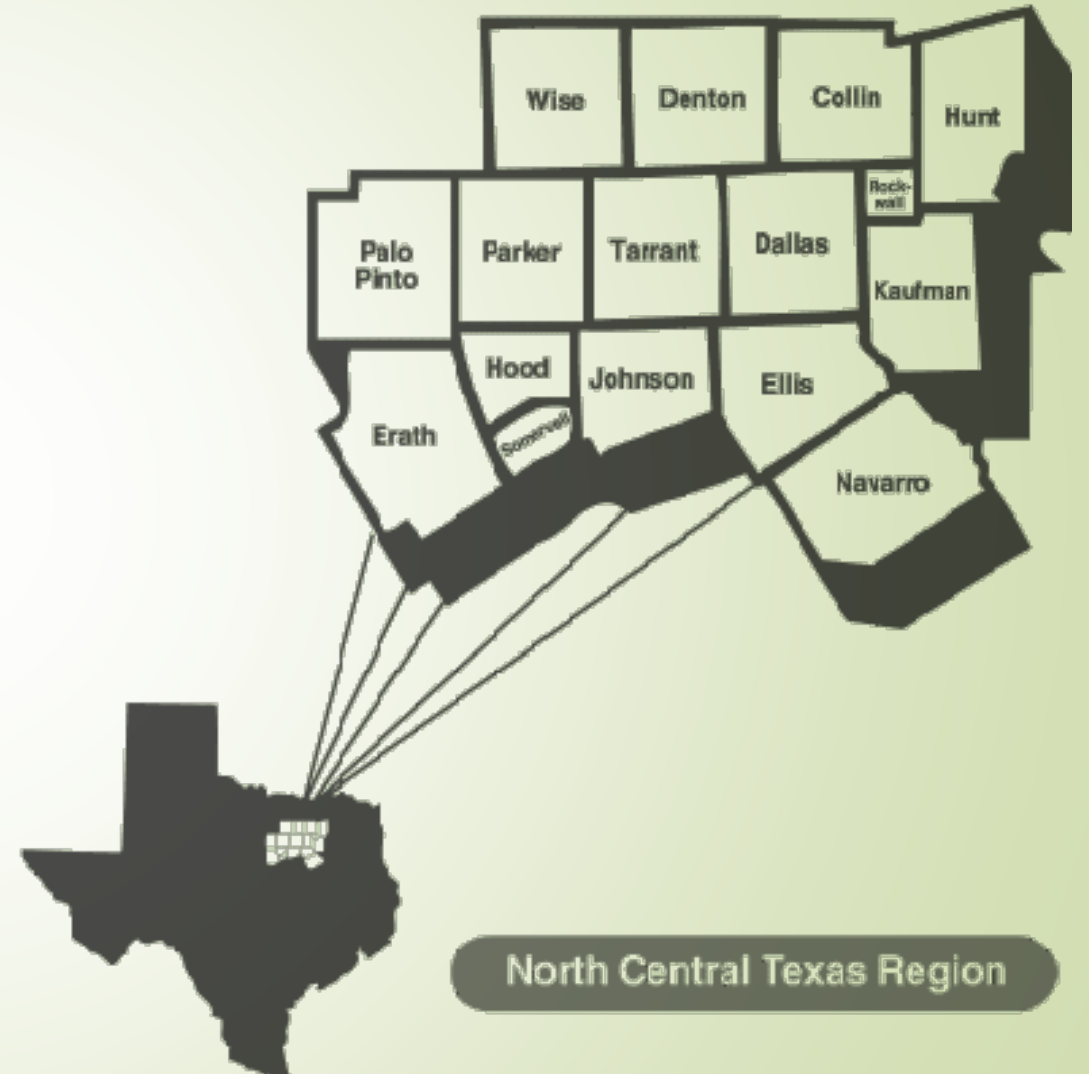 Wise
Denton
Collin
Hunt
Rock-
wall
Palo
Pinto
Parker
Tarrant
Dallas
Kaufman
Hood
Johnson
Ellis
Erath
Somervell
Navarro
North Central Texas Region